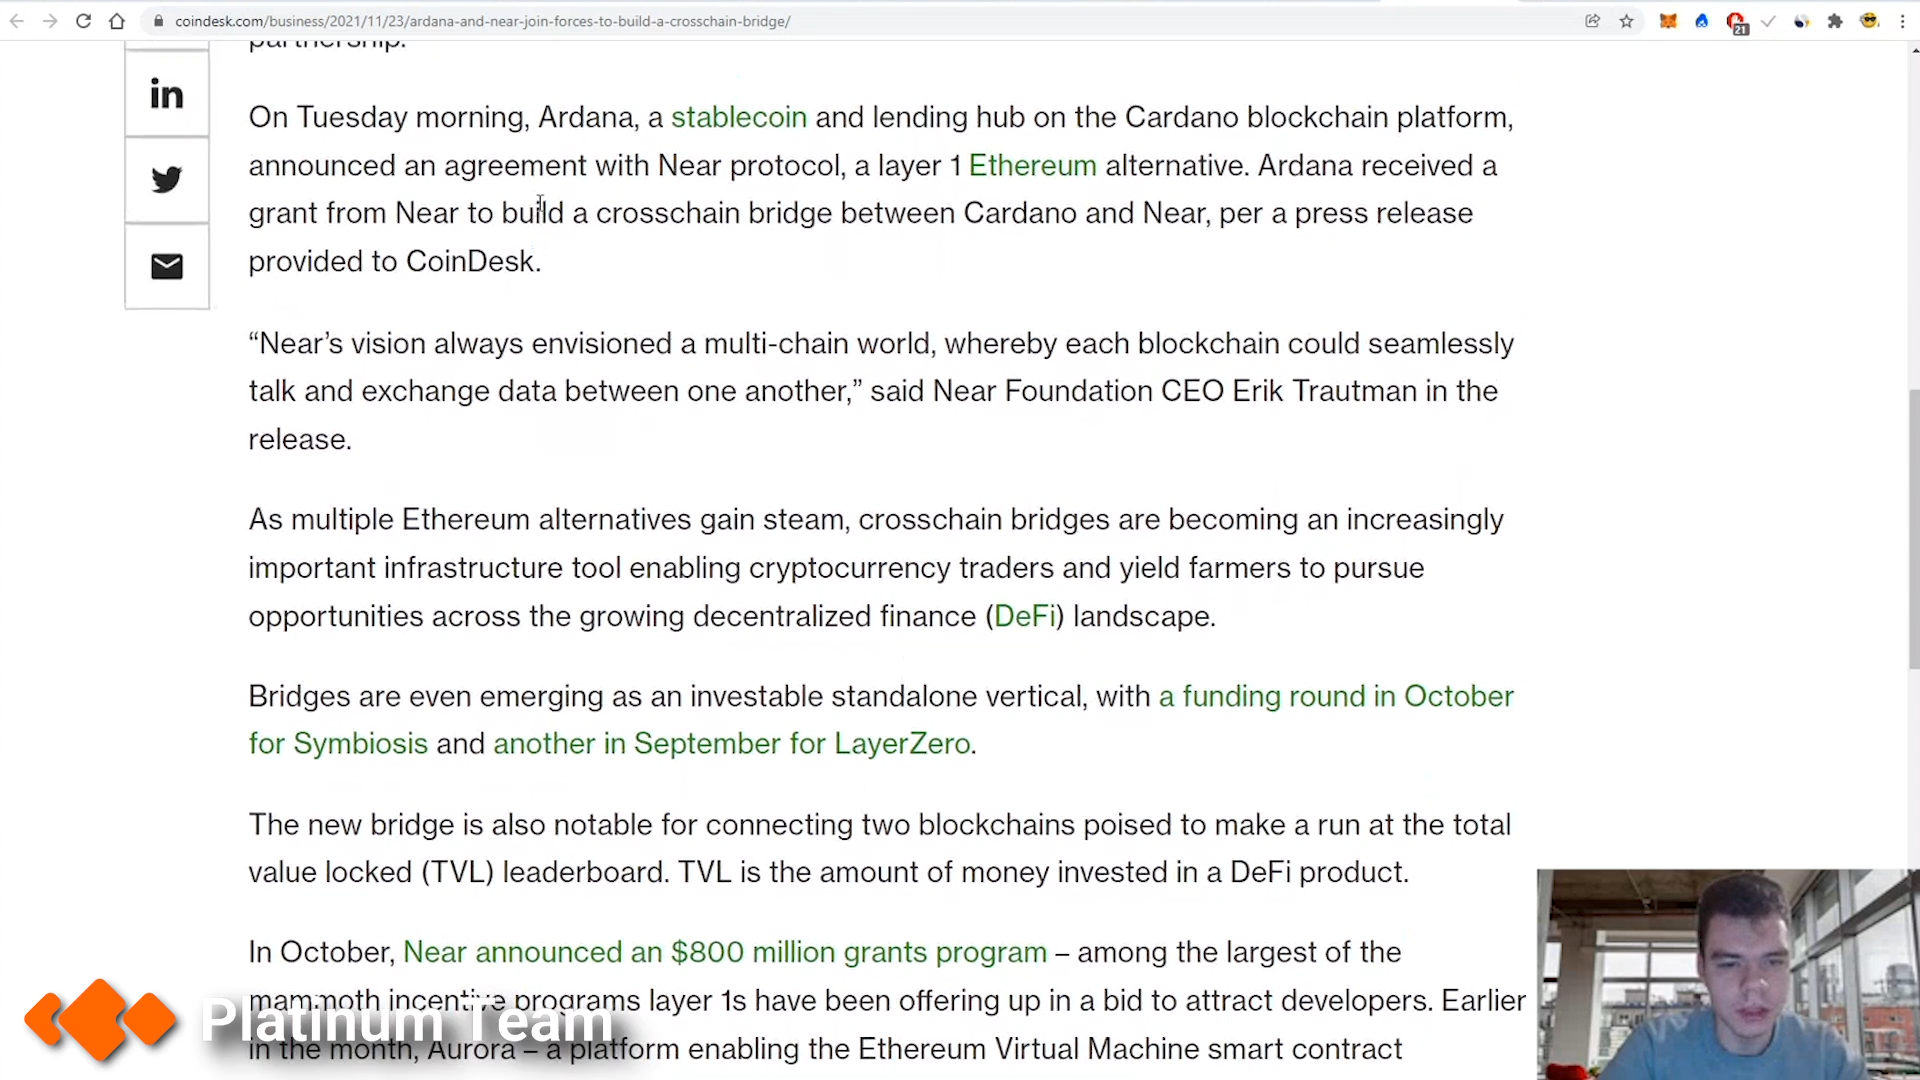 coindesk.com/business/2021/11/23/ardana-and-near-join-forces-to-build-a-crosschain-bridge/
21
partnership.
in
On Tuesday morning, Ardana, a stablecoin and lending hub on the Cardano blockchain platform,
announced an agreement with Near protocol, a layer 1 Ethereum alternative. Ardana received a
grant from Near to build a crosschain bridge between Cardano and Near, per a press release
provided to CoinDesk.
“Near’s vision always envisioned a multi-chain world, whereby each blockchain could seamlessly
talk and exchange data between one another,” said Near Foundation CEO Erik Trautman in the
release.
As multiple Ethereum alternatives gain steam, crosschain bridges are becoming an increasingly
important infrastructure tool enabling cryptocurrency traders and yield farmers to pursue
opportunities across the growing decentralized finance (DeFi) landscape.
Bridges are even emerging as an investable standalone vertical, with a funding round in October
for Symbiosis and another in September for LayerZero.
The new bridge is also notable for connecting two blockchains poised to make a run at the total
value locked (TVL) leaderboard. TVL is the amount of money invested in a DeFi product.
In October, Near announced an $800 million grants program – among the largest of the
mammoth incentive programs layer 1s have been offering up in a bid to attract developers. Earlier
in the month, Aurora – a platform enabling the Ethereum Virtual Machine smart contract
Platinum Team